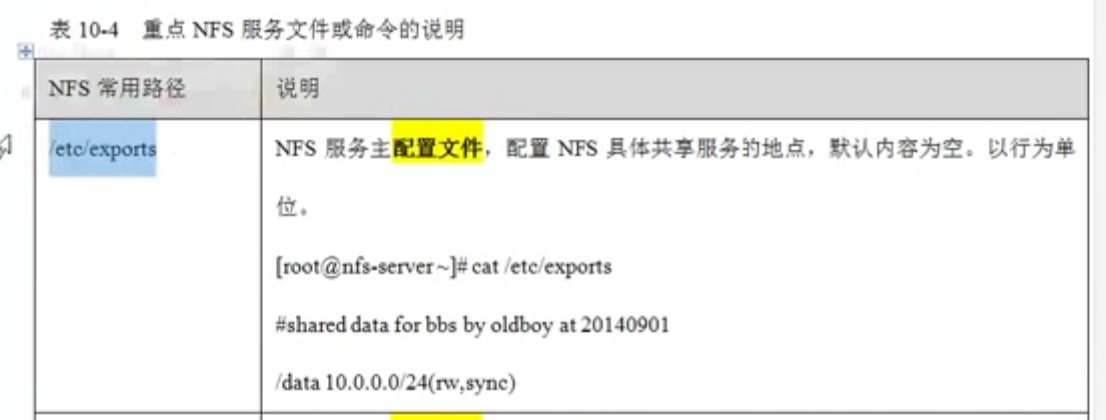 表 10-4 重点 NFS 服务文件或命令的说明
NFS 常用路径
说明
/etc/exports
NFS 服务主配置文件，配置 NFS 具体共享服务的地点，默认内容为空。以行为单
位。
[root@nfs-server ~]# cat /etc/exports
#shared data for bbs by oldboy at 20140901
/data 10.0.0.0/24(rw,sync)